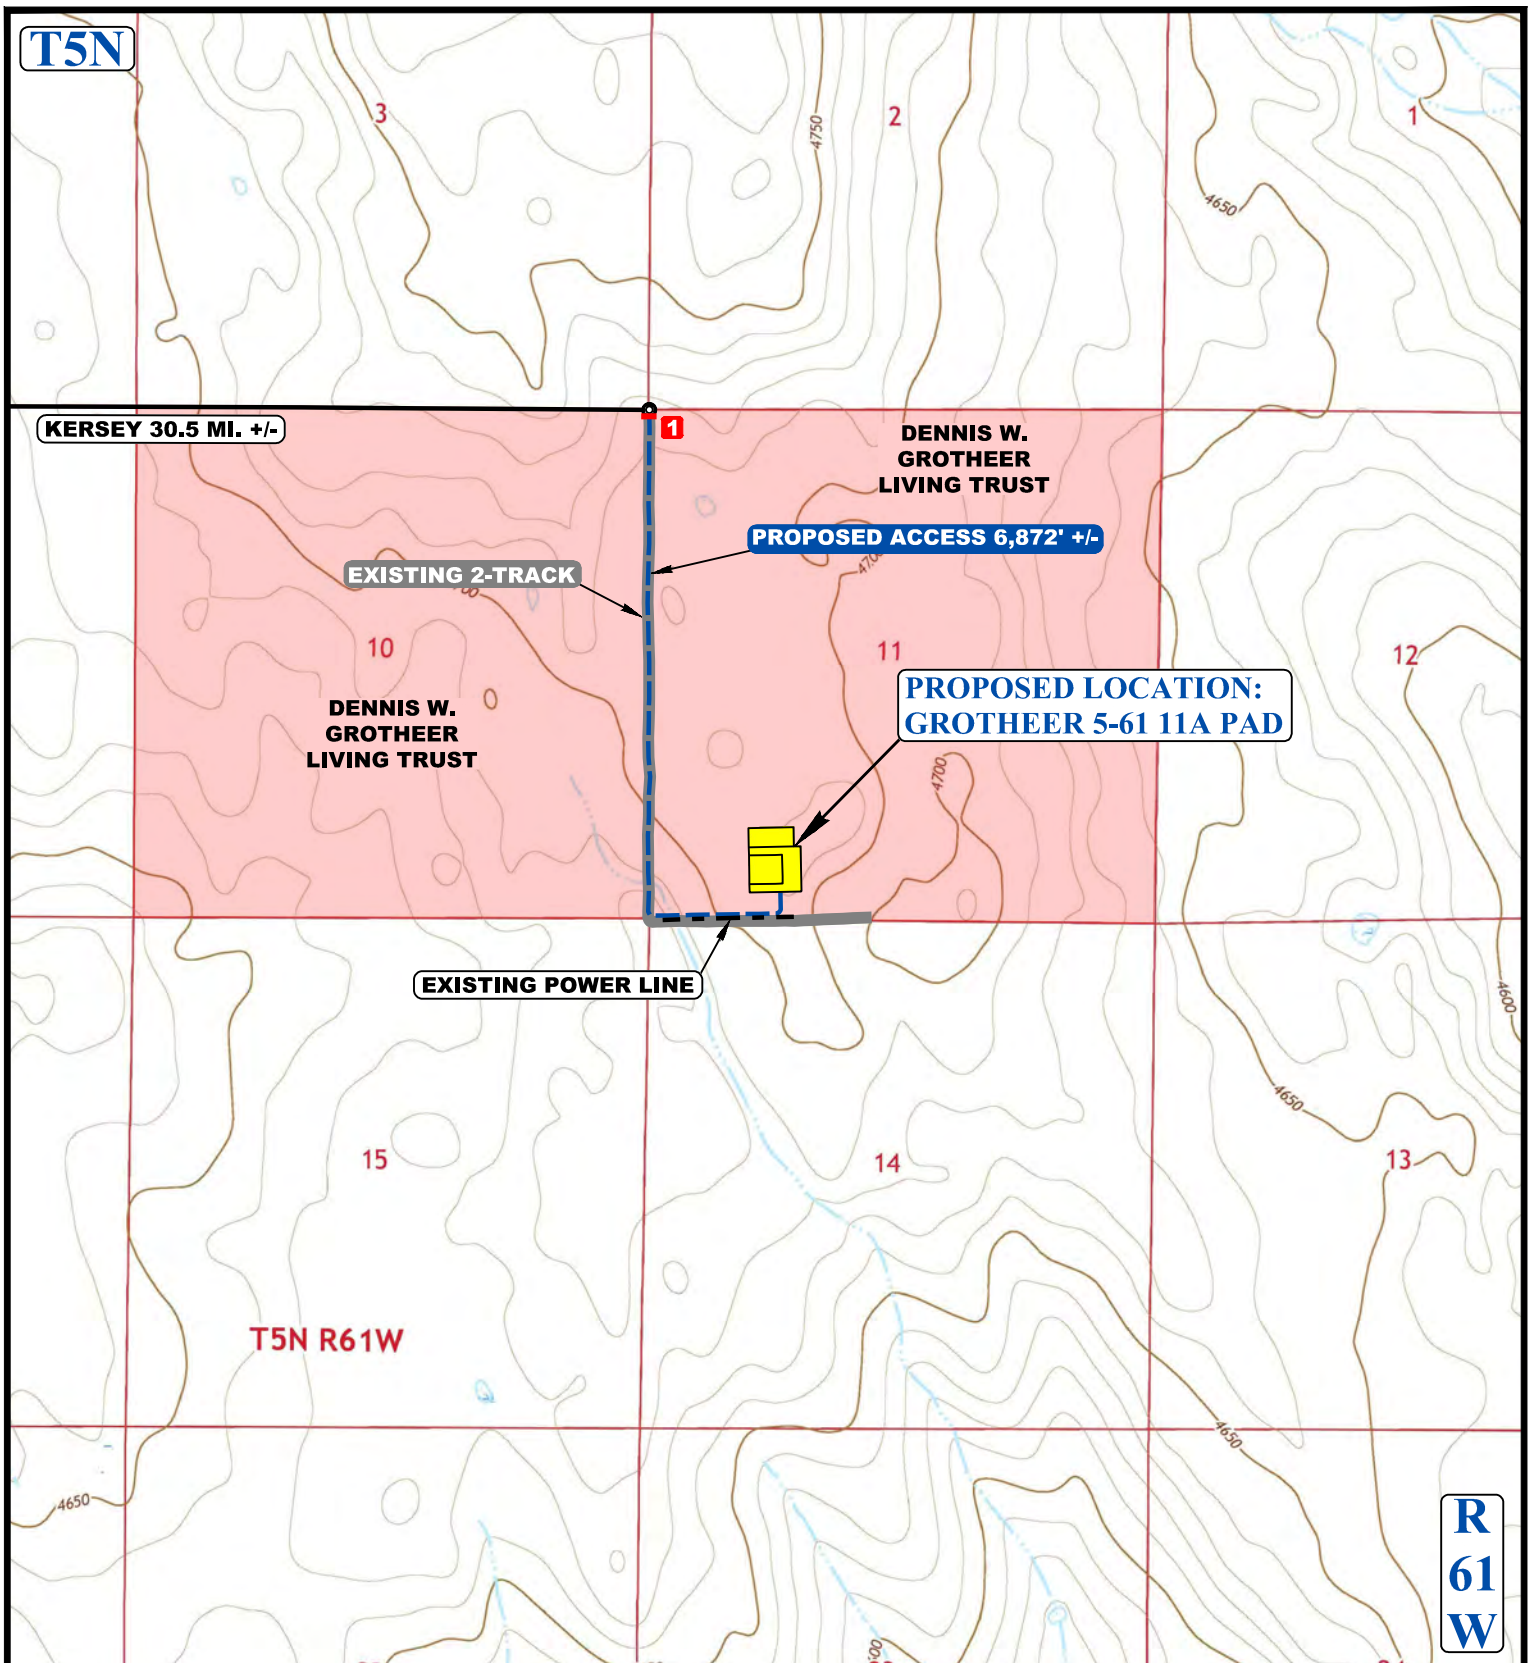 T5N
3
2
1
4750
4650
KERSEY 30.5 MI. +/-
1
DENNIS W.
GROTHEER
LIVING TRUST
PROPOSED ACCESS 6,872' +/-
EXISTING 2-TRACK
4700
10
11
12
PROPOSED LOCATION:
GROTHEER 5-61 11A PAD
DENNIS W.
GROTHEER
LIVING TRUST
4700
EXISTING POWER LINE
4600
4650
15
14
13
T5N R61W
4650
4650
R
61
W